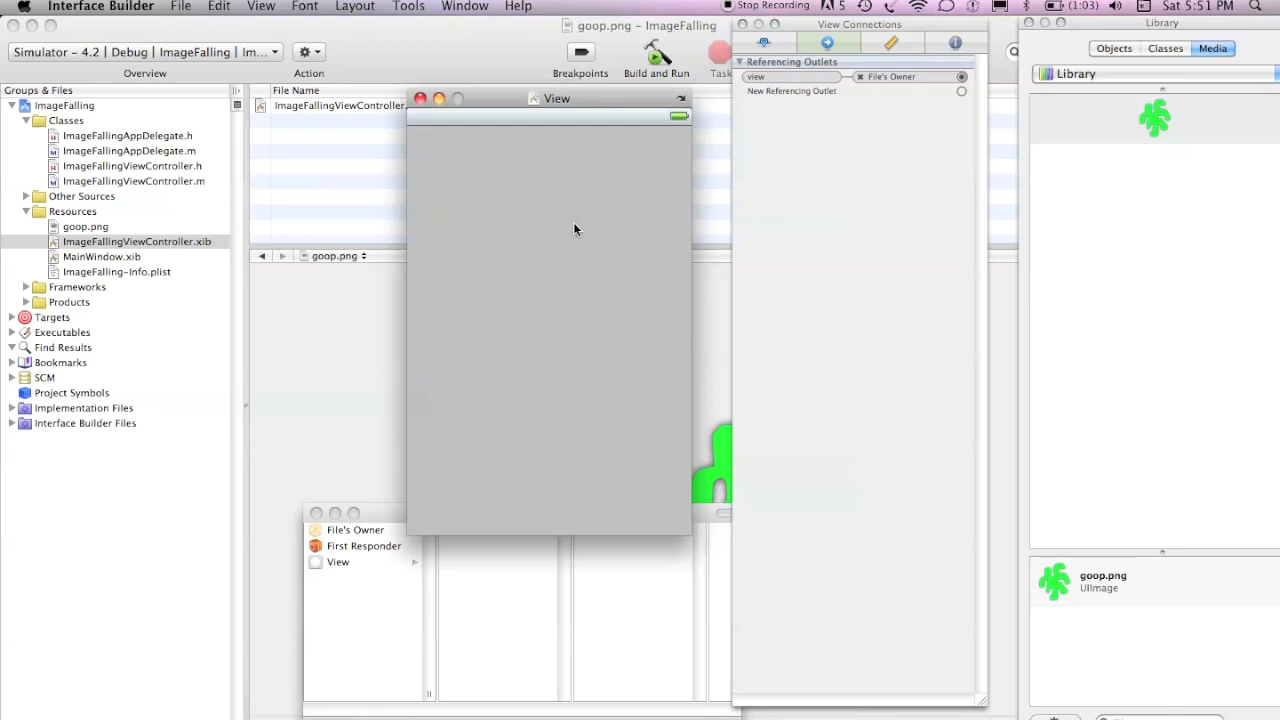 Interface Builder File Edit View Font Layout Tools Window Help Stop Recording 5 (1:03) Sat 5:51 PM
goop.png – ImageFalling
View Connections
Library
Simulator – 4.2 | Debug | ImageFalling | Im...
Objects Classes Media
Overview Action Breakpoints Build and Run Task
Referencing Outlets
Library
view File's Owner
New Referencing Outlet
Groups & Files
File Name
View
ImageFalling
ImageFallingViewController.
Classes
ImageFallingAppDelegate.h
ImageFallingAppDelegate.m
ImageFallingViewController.h
ImageFallingViewController.m
Other Sources
Resources
goop.png
ImageFallingViewController.xib
MainWindow.xib
goop.png
ImageFalling-Info.plist
Frameworks
Products
Targets
Executables
Find Results
Bookmarks
SCM
Project Symbols
Implementation Files
Interface Builder Files
File's Owner
First Responder
View
goop.png
UIImage